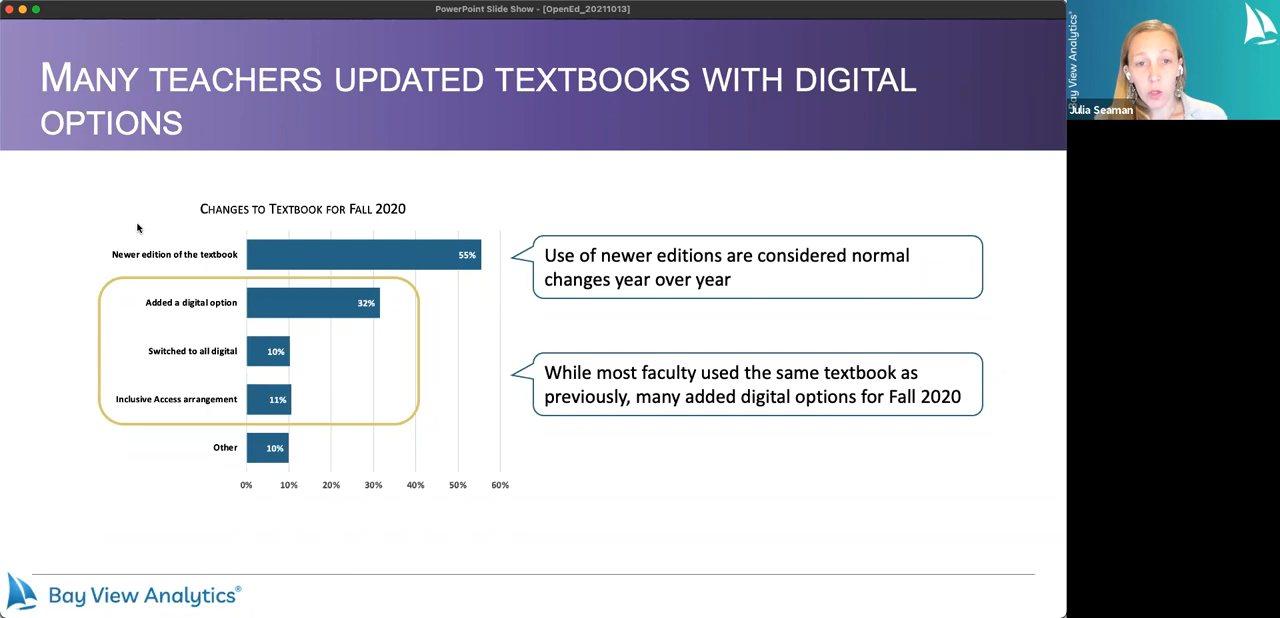 PowerPoint Slide Show - [OpenEd_20211013]
MANY TEACHERS UPDATED TEXTBOOKS WITH DIGITAL
OPTIONS
CHANGES TO TEXTBOOK FOR FALL 2020
Newer edition of the textbook
55%
Added a digital option
32%
Switched to all digital
10%
Inclusive Access arrangement
11%
Other
10%
0% 10% 20% 30% 40% 50% 60%
Use of newer editions are considered normal
changes year over year
While most faculty used the same textbook as
previously, many added digital options for Fall 2020
Bay View Analytics®
Bay View Analytics®
Julia Seaman